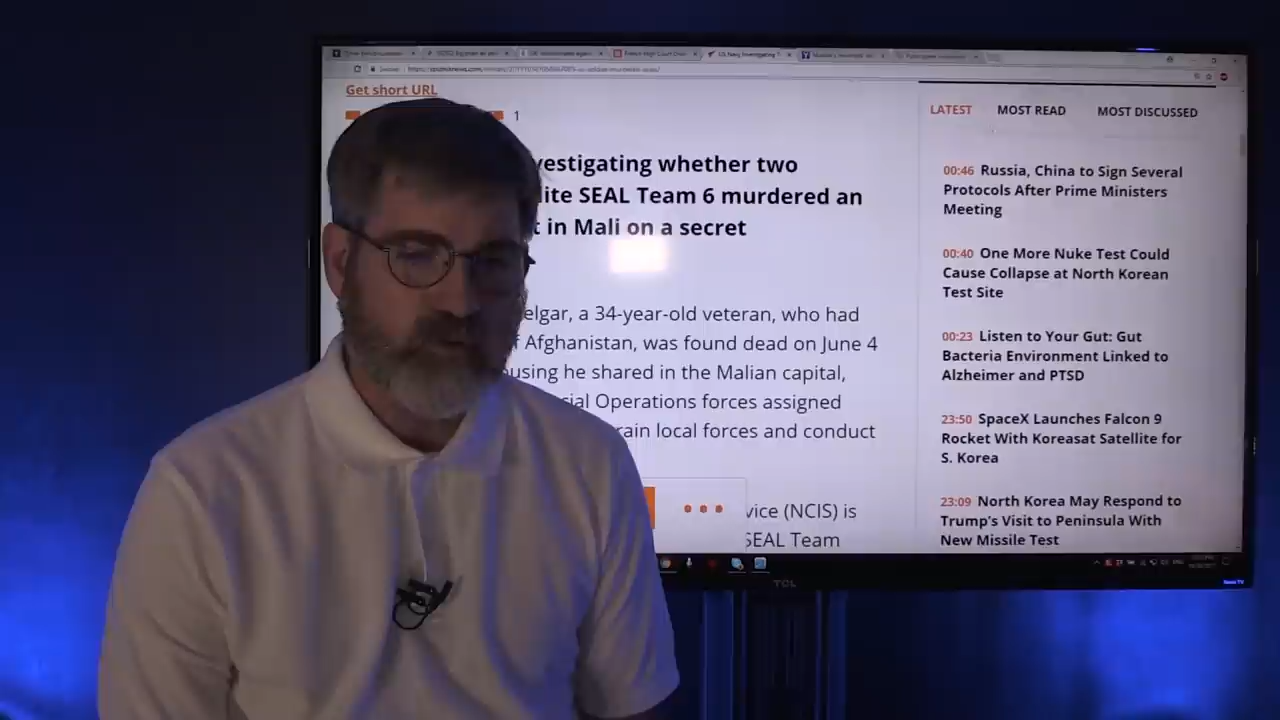 US Navy Investigating
Get short URL
1
vestigating whether two
lite SEAL Team 6 murdered an
t in Mali on a secret
elgar, a 34-year-old veteran, who had
f Afghanistan, was found dead on June 4
ousing he shared in the Malian capital,
cial Operations forces assigned
rain local forces and conduct
vice (NCIS) is
SEAL Team
LATEST
MOST READ
MOST DISCUSSED
00:46 Russia, China to Sign Several
Protocols After Prime Ministers
Meeting
00:40 One More Nuke Test Could
Cause Collapse at North Korean
Test Site
00:23 Listen to Your Gut: Gut
Bacteria Environment Linked to
Alzheimer and PTSD
23:50 SpaceX Launches Falcon 9
Rocket With Koreasat Satellite for
S. Korea
23:09 North Korea May Respond to
Trump's Visit to Peninsula With
New Missile Test
TCL